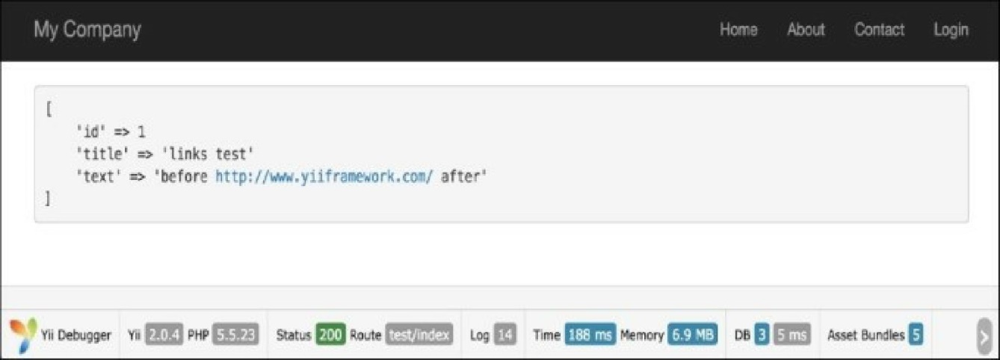 My Company Home About Contact Login
[
'id' => 1
'title' => 'links test'
'text' => 'before http://www.yiiframework.com/ after'
]
Yii Debugger Yii 2.0.4 PHP 5.5.23 Status 200 Route test/index Log 14 Time 188 ms Memory 6.9 MB DB 3 5 ms Asset Bundles 5 >